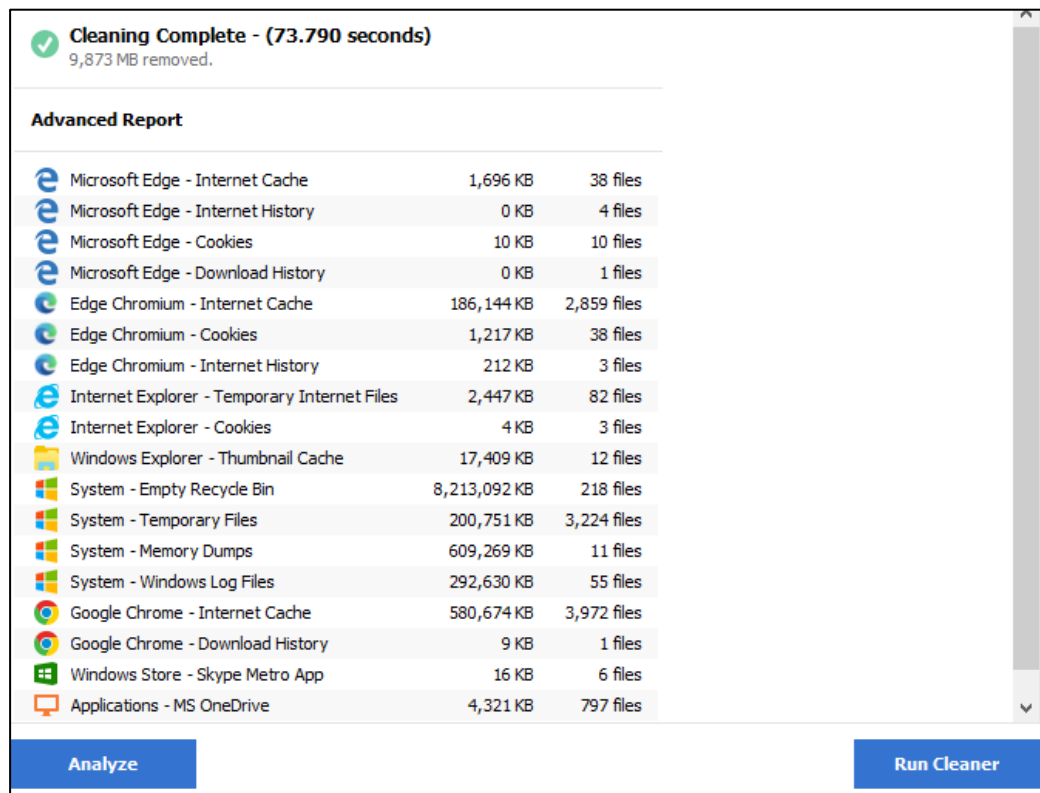 Cleaning Complete - (73.790 seconds)
9,873 MB removed.
Advanced Report
Microsoft Edge - Internet Cache 1,696 KB 38 files
Microsoft Edge - Internet History 0 KB 4 files
Microsoft Edge - Cookies 10 KB 10 files
Microsoft Edge - Download History 0 KB 1 files
Edge Chromium - Internet Cache 186,144 KB 2,859 files
Edge Chromium - Cookies 1,217 KB 38 files
Edge Chromium - Internet History 212 KB 3 files
Internet Explorer - Temporary Internet Files 2,447 KB 82 files
Internet Explorer - Cookies 4 KB 3 files
Windows Explorer - Thumbnail Cache 17,409 KB 12 files
System - Empty Recycle Bin 8,213,092 KB 218 files
System - Temporary Files 200,751 KB 3,224 files
System - Memory Dumps 609,269 KB 11 files
System - Windows Log Files 292,630 KB 55 files
Google Chrome - Internet Cache 580,674 KB 3,972 files
Google Chrome - Download History 9 KB 1 files
Windows Store - Skype Metro App 16 KB 6 files
Applications - MS OneDrive 4,321 KB 797 files
Analyze Run Cleaner